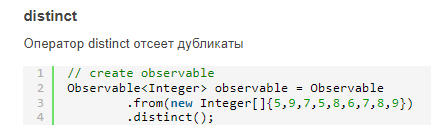 distinct
Оператор distinct отсеет дубликаты
1 // create observable
2 Observable<Integer> observable = Observable
3         .from(new Integer[]{5,9,7,5,8,6,7,8,9})
4         .distinct();